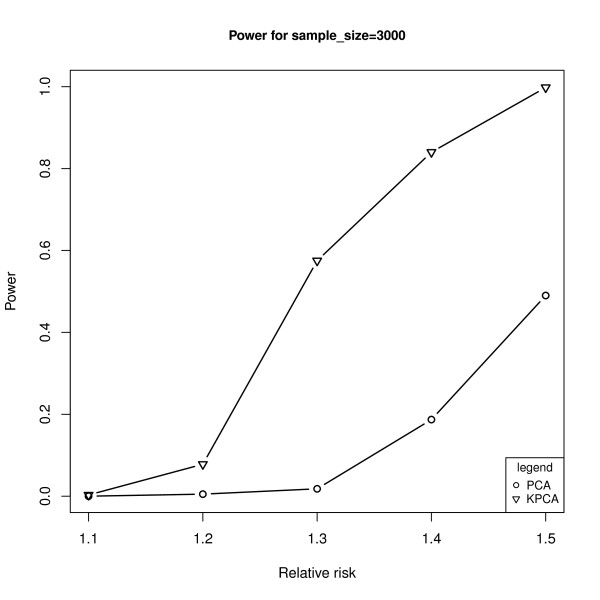 Power for sample_size=3000
Power
1.0
0.8
0.6
0.4
0.2
0.0
legend
PCA
KPCA
1.1 1.2 1.3 1.4 1.5
Relative risk